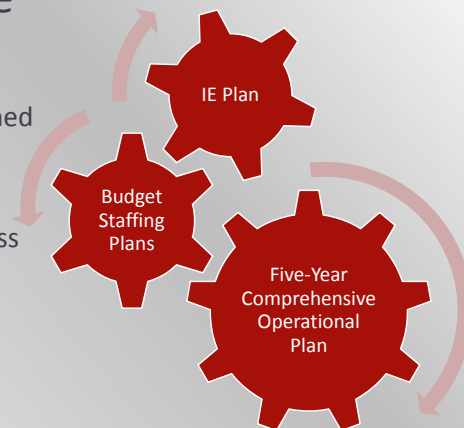 IE Plan
Budget
Staffing
Plans
Five-Year
Comprehensive
Operational
Plan